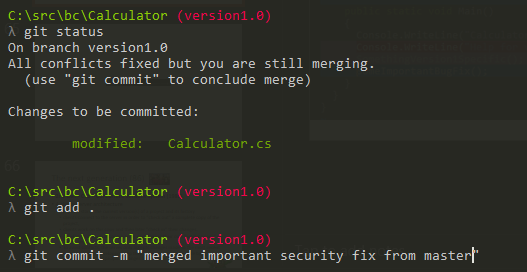 C:\src\bc\Calculator (version1.0)
λ git status
On branch version1.0
All conflicts fixed but you are still merging.
  (use "git commit" to conclude merge)
Changes to be committed:
        modified:   Calculator.cs
C:\src\bc\Calculator (version1.0)
λ git add .
C:\src\bc\Calculator (version1.0)
λ git commit -m "merged important security fix from master"